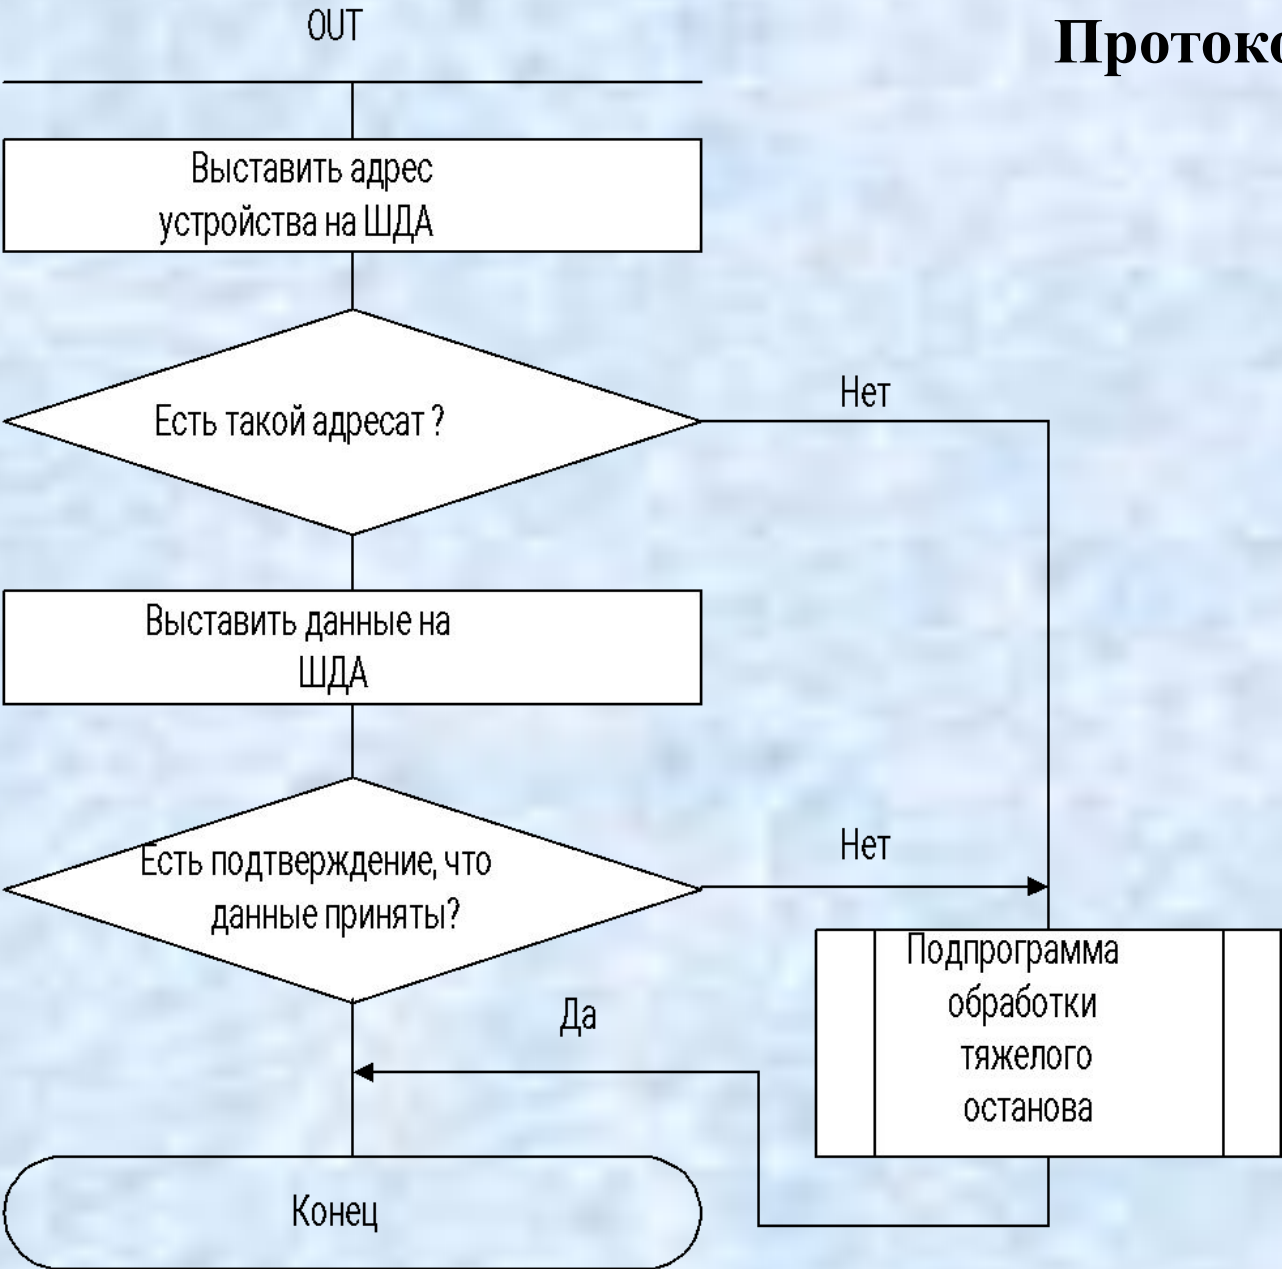 OUT
Выставить адрес
устройства на ШДА
Есть такой адресат ?
Нет
Выставить данные на
ШДА
Есть подтверждение, что
данные приняты?
Нет
Да
Подпрограмма
обработки
тяжелого
останова
Конец